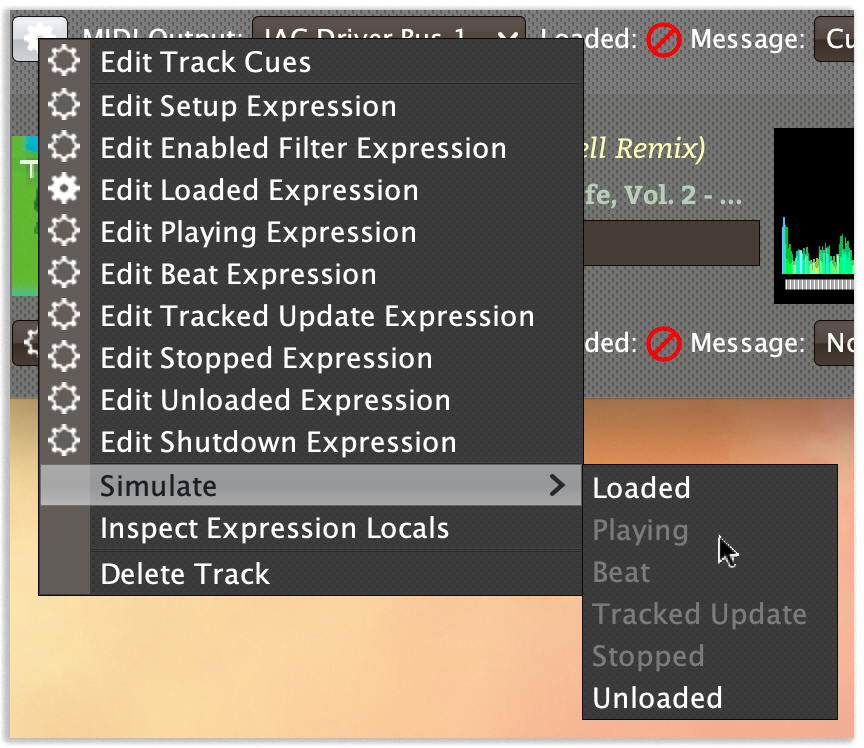 MIDI Output: IAC Driver Bus 1 Loaded: Message: Cu
Edit Track Cues
Edit Setup Expression
Edit Enabled Filter Expression
ell Remix)
Edit Loaded Expression
fe, Vol. 2 - ...
Edit Playing Expression
Edit Beat Expression
Edit Tracked Update Expression
ded: Message: No
Edit Stopped Expression
Edit Unloaded Expression
Edit Shutdown Expression
Simulate
Loaded
Inspect Expression Locals
Playing
Delete Track
Beat
Tracked Update
Stopped
Unloaded